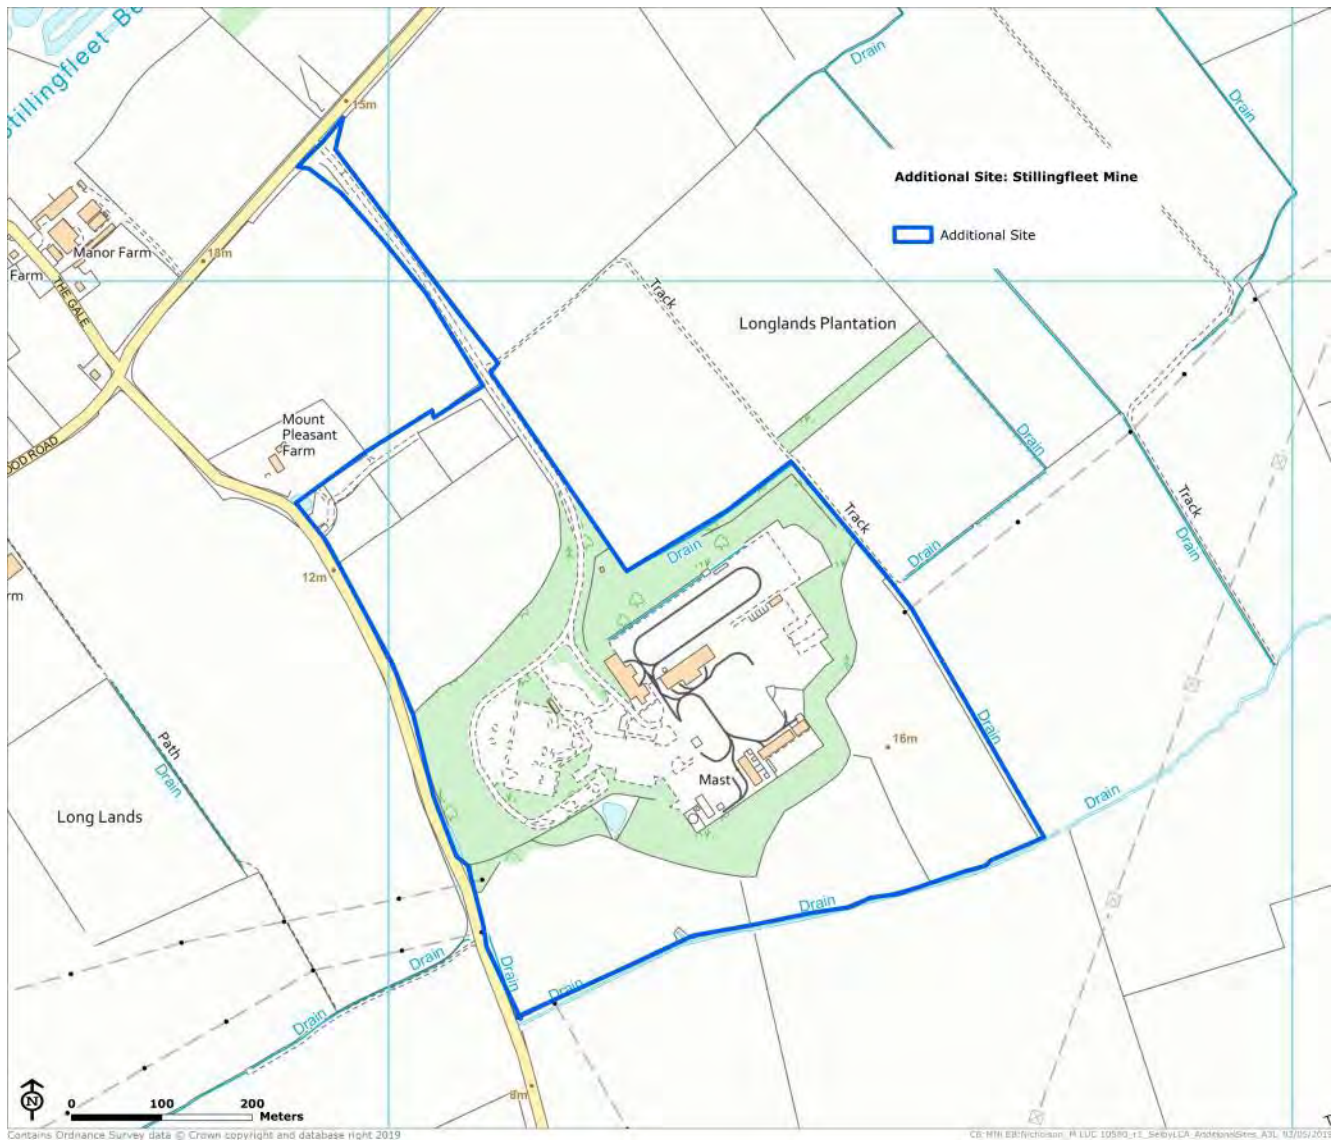 Stillingfleet Be
15m
Drain
Drain
Additional Site: Stillingfleet Mine
Additional Site
Manor Farm
18m
Farm
THE GALE
Track
Longlands Plantation
Mount
Pleasant
Farm
OOD ROAD
Drain
Track
Track
Drain
Drain
Drain
12m
rm
Drain
16m
Path
Drain
Mast
Drain
Long Lands
Drain
Drain
Drain
Drain
Drain
8m
N
0 100 200
Meters
Contains Ordnance Survey data © Crown copyright and database right 2019